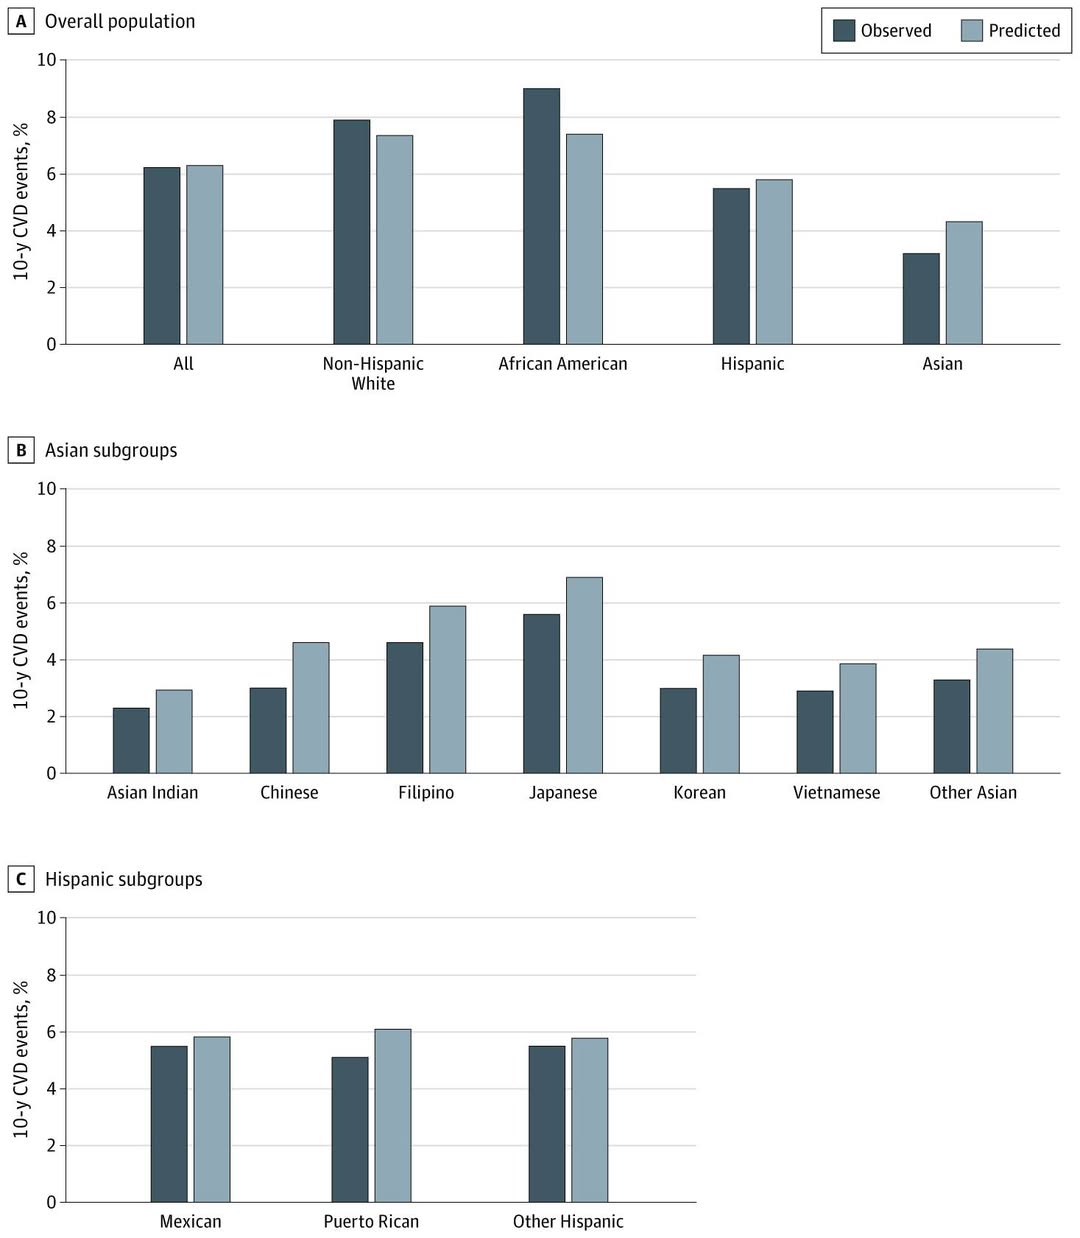 A Overall population
Observed Predicted
10-y CVD events, %
10
8
6
4
2
0
All
Non-Hispanic
White
African American
Hispanic
Asian
B Asian subgroups
10-y CVD events, %
10
8
6
4
2
0
Asian Indian
Chinese
Filipino
Japanese
Korean
Vietnamese
Other Asian
C Hispanic subgroups
10-y CVD events, %
10
8
6
4
2
0
Mexican
Puerto Rican
Other Hispanic